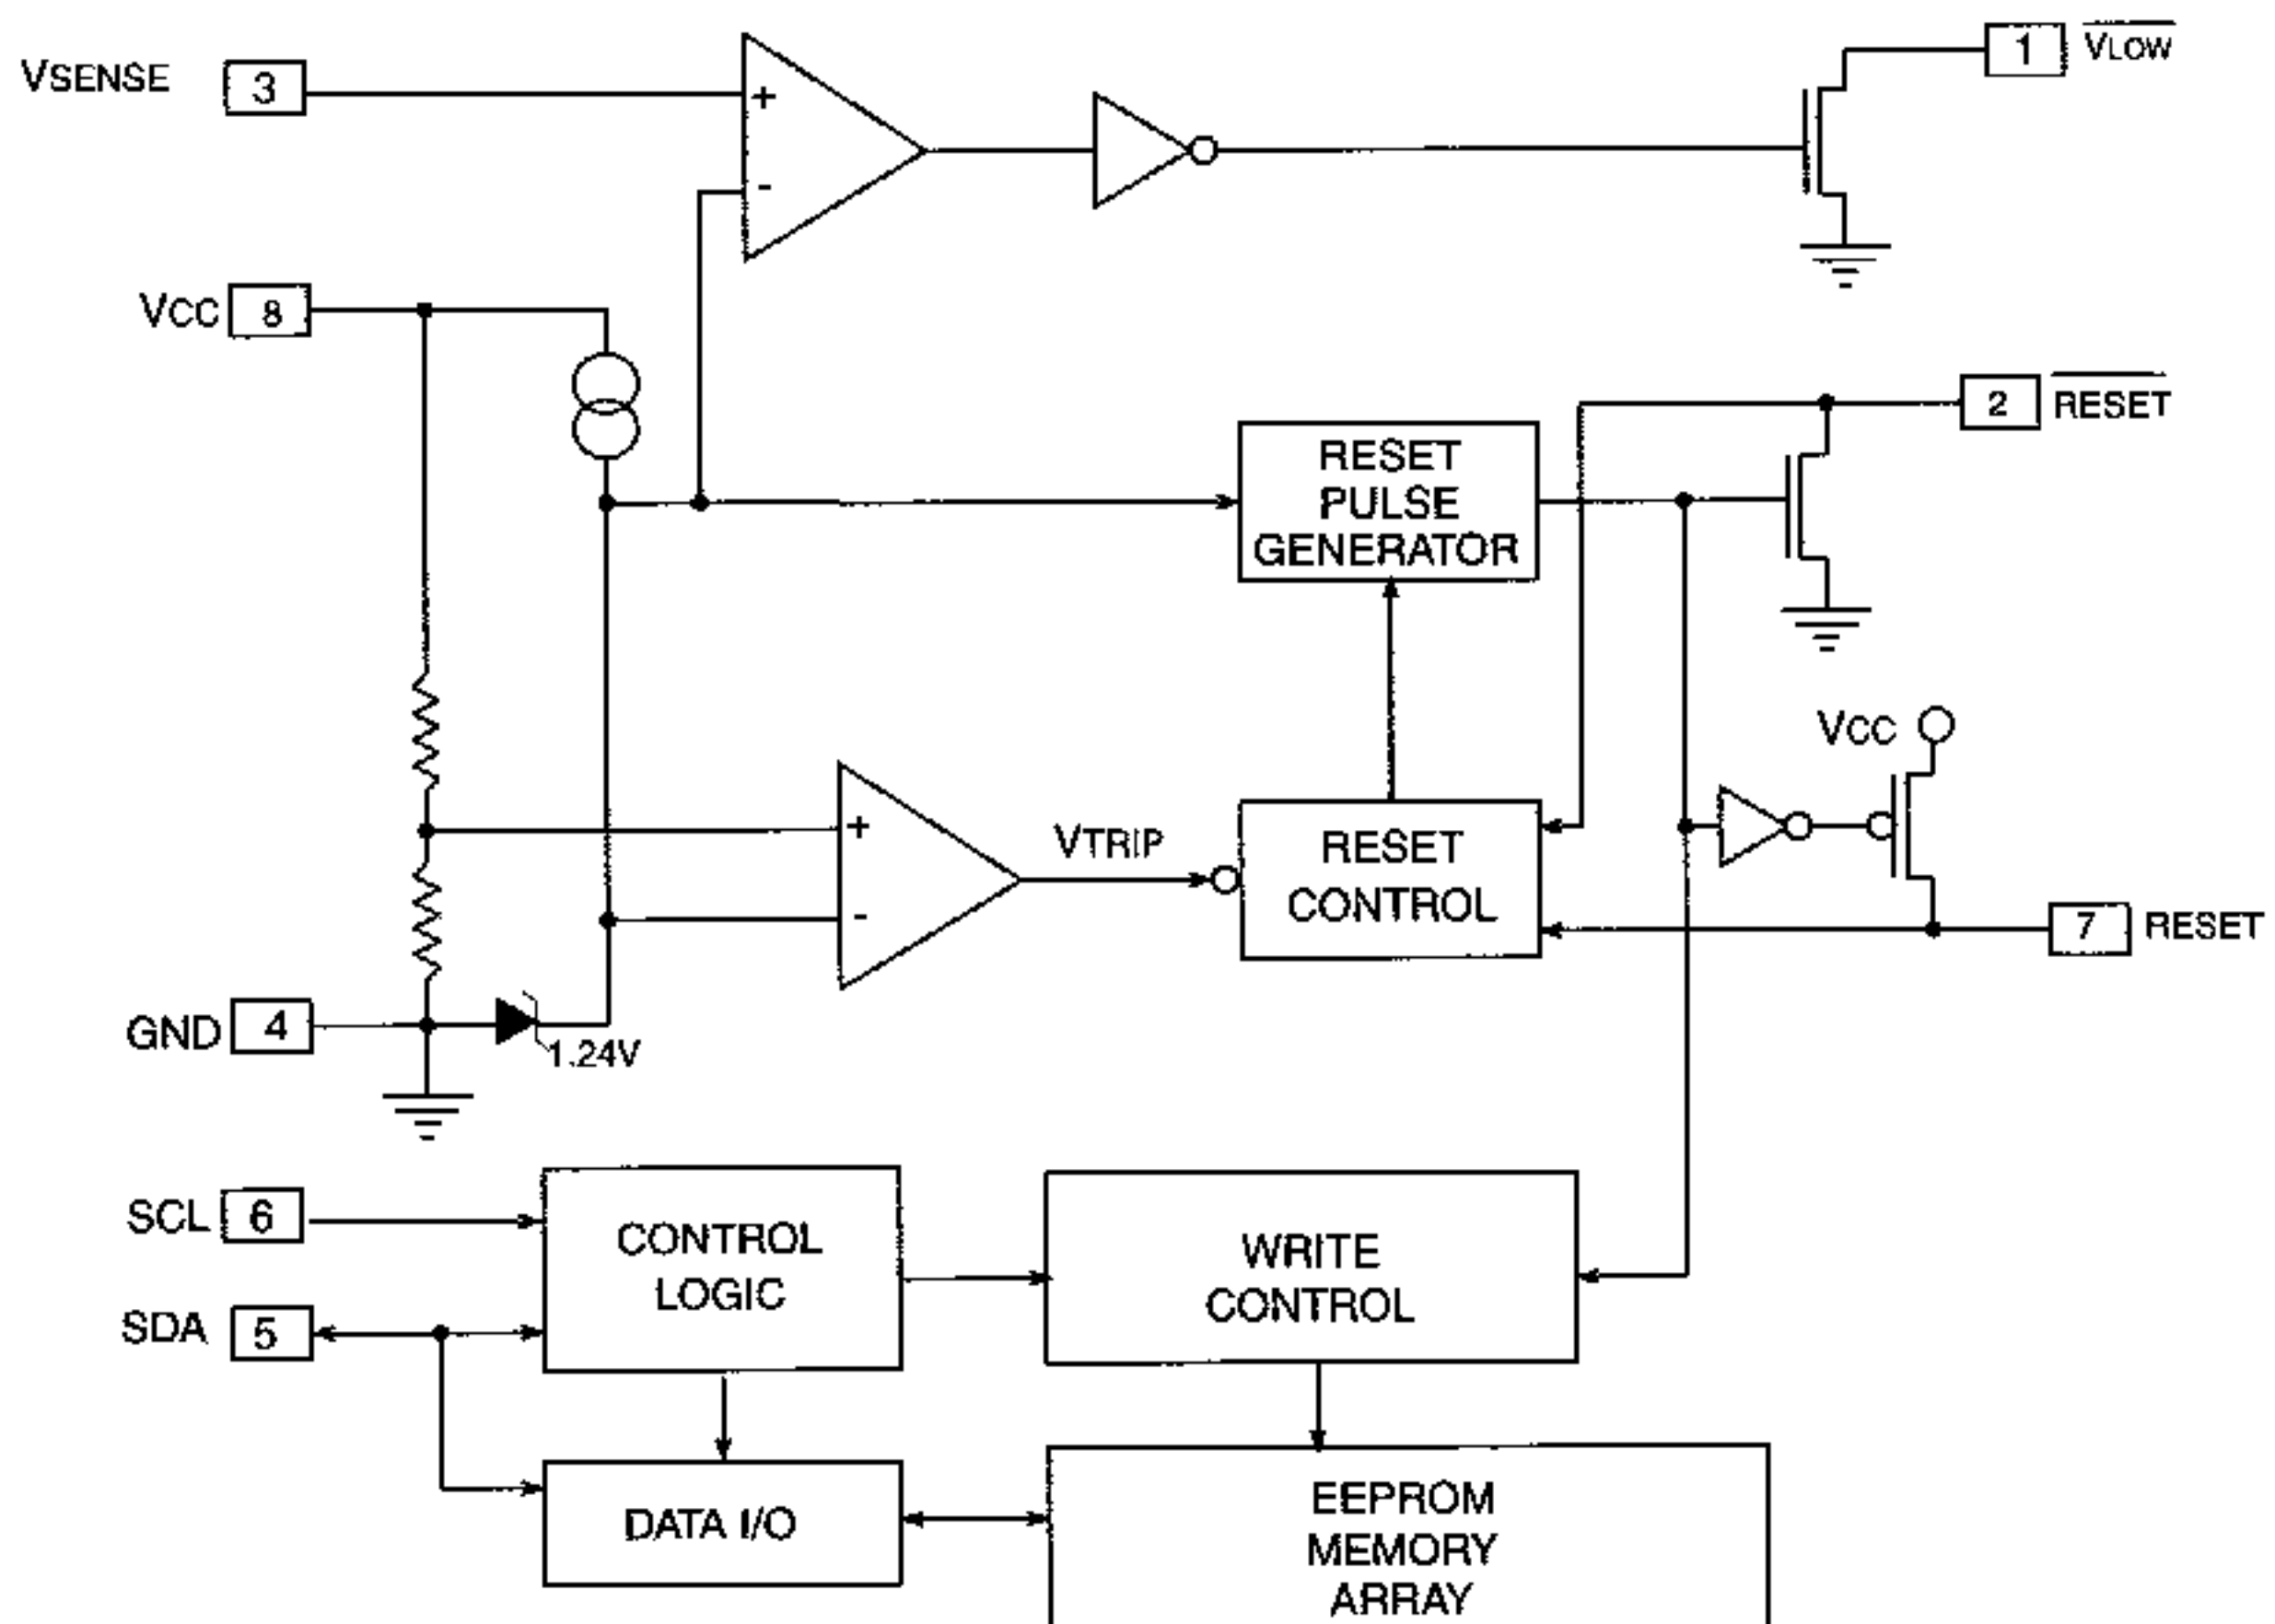 VSENSE 3
+
-
1 VLOW
VCC 8
RESET
PULSE
GENERATOR
2 RESET
VCC
+
-
VTRIP
RESET
CONTROL
7 RESET
GND 4
1.24V
SCL 6
CONTROL
LOGIC
WRITE
CONTROL
SDA 5
DATA I/O
EEPROM
MEMORY
ARRAY